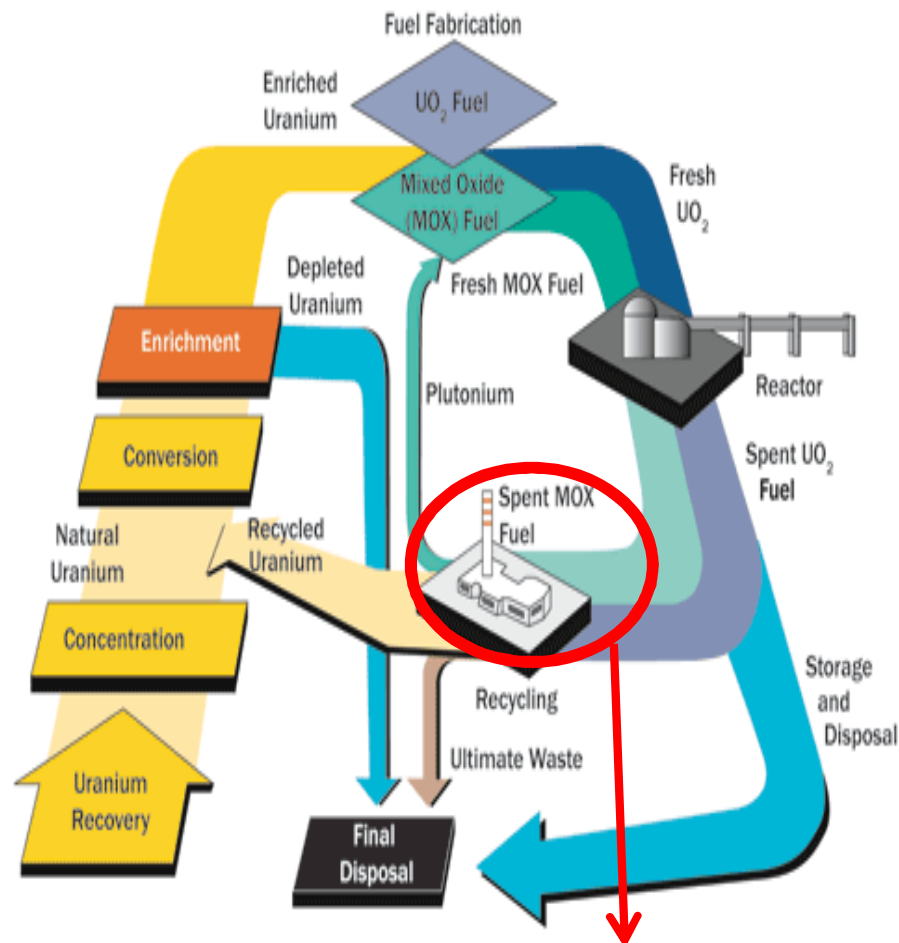 Fuel Fabrication
Enriched
Uranium
UO2 Fuel
Mixed Oxide
(MOX) Fuel
Fresh
UO2
Depleted
Uranium
Fresh MOX Fuel
Enrichment
Plutonium
Reactor
Conversion
Spent UO2
Fuel
Spent MOX
Fuel
Natural
Uranium
Recycled
Uranium
Concentration
Recycling
Storage
and
Disposal
Ultimate Waste
Uranium
Recovery
Final
Disposal